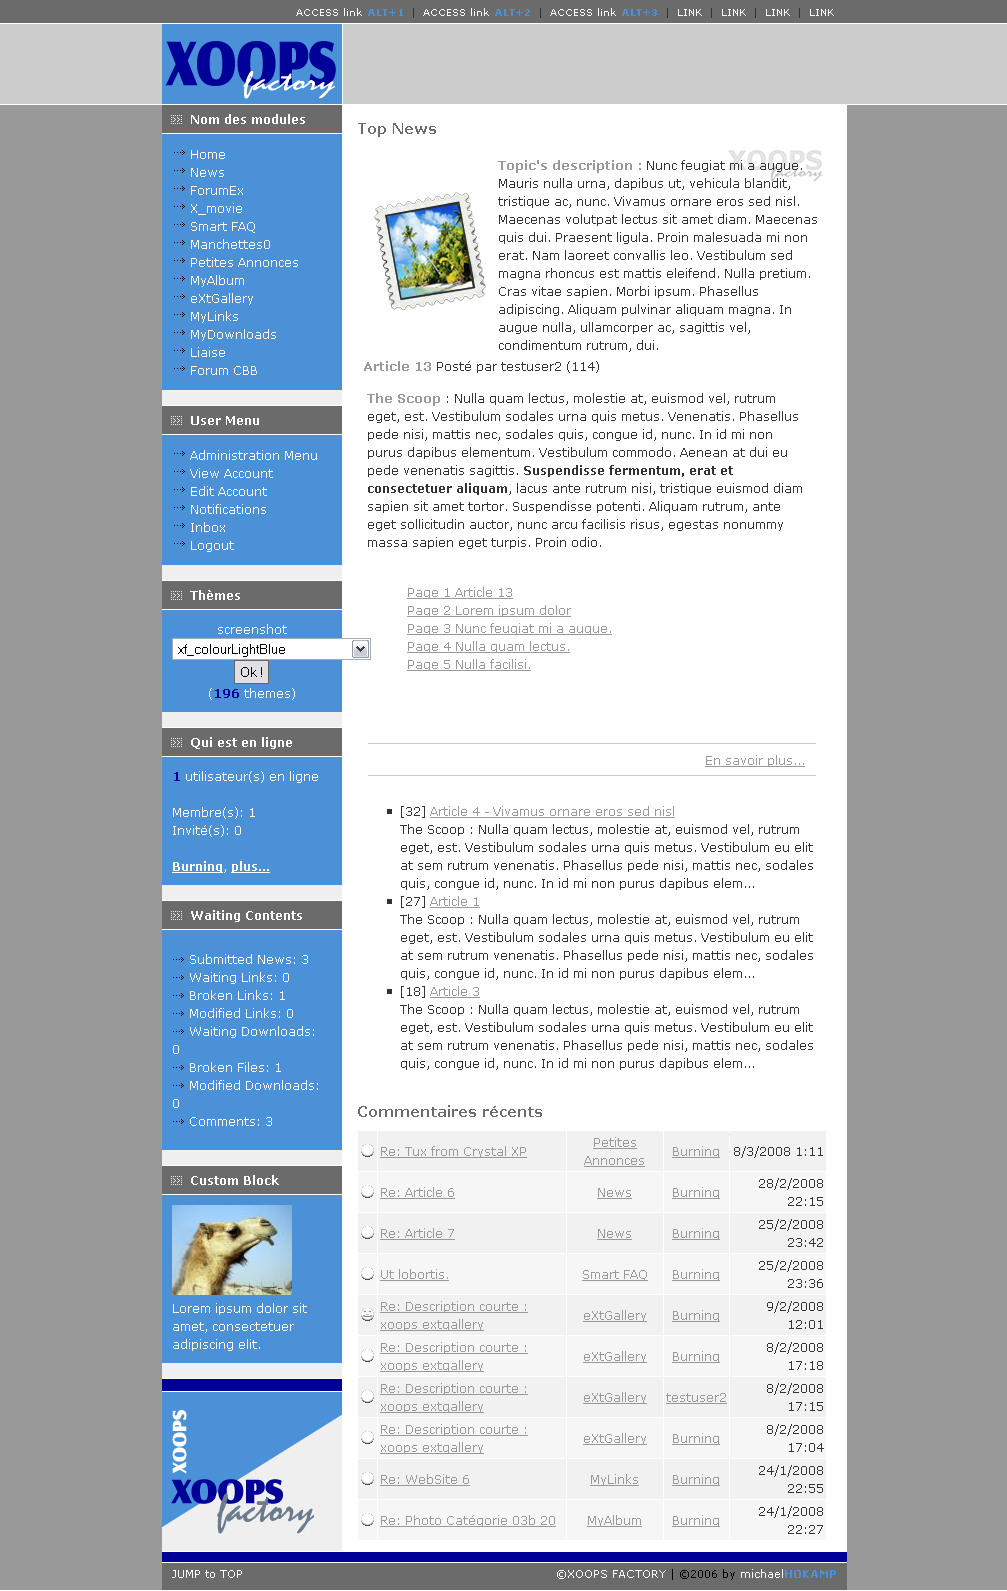 ACCESS link ALT+1 | ACCESS link ALT+2 | ACCESS link ALT+3 | LINK | LINK | LINK | LINK
XOOPS
factory
Nom des modules
Home
News
ForumEx
X_movie
Smart FAQ
Manchettes0
Petites Annonces
MyAlbum
eXtGallery
MyLinks
MyDownloads
Liaise
Forum CBB
User Menu
Administration Menu
View Account
Edit Account
Notifications
Inbox
Logout
Thèmes
screenshot
xf_colourLightBlue
Ok !
(196 themes)
Qui est en ligne
1 utilisateur(s) en ligne
Membre(s): 1
Invité(s): 0
Burning, plus...
Waiting Contents
Submitted News: 3
Waiting Links: 0
Broken Links: 1
Modified Links: 0
Waiting Downloads:
0
Broken Files: 1
Modified Downloads:
0
Comments: 3
Custom Block
Lorem ipsum dolor sit
amet, consectetuer
adipiscing elit.
XOOPS
XOOPS
factory
Top News
XOOPS
factory
Topic's description : Nunc feugiat mi a augue.
Mauris nulla urna, dapibus ut, vehicula blandit,
tristique ac, nunc. Vivamus ornare eros sed nisl.
Maecenas volutpat lectus sit amet diam. Maecenas
quis dui. Praesent ligula. Proin malesuada mi non
erat. Nam laoreet convallis leo. Vestibulum sed
magna rhoncus est mattis eleifend. Nulla pretium.
Cras vitae sapien. Morbi ipsum. Phasellus
adipiscing. Aliquam pulvinar aliquam magna. In
augue nulla, ullamcorper ac, sagittis vel,
condimentum rutrum, dui.
Article 13 Posté par testuser2 (114)
The Scoop : Nulla quam lectus, molestie at, euismod vel, rutrum
eget, est. Vestibulum sodales urna quis metus. Venenatis. Phasellus
pede nisi, mattis nec, sodales quis, congue id, nunc. In id mi non
purus dapibus elementum. Vestibulum commodo. Aenean at dui eu
pede venenatis sagittis. Suspendisse fermentum, erat et
consectetuer aliquam, lacus ante rutrum nisi, tristique euismod diam
sapien sit amet tortor. Suspendisse potenti. Aliquam rutrum, ante
eget sollicitudin auctor, nunc arcu facilisis risus, egestas nonummy
massa sapien eget turpis. Proin odio.
Page 1 Article 13
Page 2 Lorem ipsum dolor
Page 3 Nunc feugiat mi a augue.
Page 4 Nulla quam lectus.
Page 5 Nulla facilisi.
En savoir plus...
[32] Article 4 - Vivamus ornare eros sed nisl
The Scoop : Nulla quam lectus, molestie at, euismod vel, rutrum
eget, est. Vestibulum sodales urna quis metus. Vestibulum eu elit
at sem rutrum venenatis. Phasellus pede nisi, mattis nec, sodales
quis, congue id, nunc. In id mi non purus dapibus elem...
[27] Article 1
The Scoop : Nulla quam lectus, molestie at, euismod vel, rutrum
eget, est. Vestibulum sodales urna quis metus. Vestibulum eu elit
at sem rutrum venenatis. Phasellus pede nisi, mattis nec, sodales
quis, congue id, nunc. In id mi non purus dapibus elem...
[18] Article 3
The Scoop : Nulla quam lectus, molestie at, euismod vel, rutrum
eget, est. Vestibulum sodales urna quis metus. Vestibulum eu elit
at sem rutrum venenatis. Phasellus pede nisi, mattis nec, sodales
quis, congue id, nunc. In id mi non purus dapibus elem...
Commentaires récents
Re: Tux from Crystal XP Petites Annonces Burning 8/3/2008 1:11
Re: Article 6 News Burning 28/2/2008 22:15
Re: Article 7 News Burning 25/2/2008 23:42
Ut lobortis. Smart FAQ Burning 25/2/2008 23:36
Re: Description courte : xoops extgallery eXtGallery Burning 9/2/2008 12:01
Re: Description courte : xoops extgallery eXtGallery Burning 8/2/2008 17:18
Re: Description courte : xoops extgallery eXtGallery testuser2 8/2/2008 17:15
Re: Description courte : xoops extgallery eXtGallery Burning 8/2/2008 17:04
Re: WebSite 6 MyLinks Burning 24/1/2008 22:55
Re: Photo Catégorie 03b 20 MyAlbum Burning 24/1/2008 22:27
JUMP to TOP
©XOOPS FACTORY | ©2006 by michaelHOKAMP